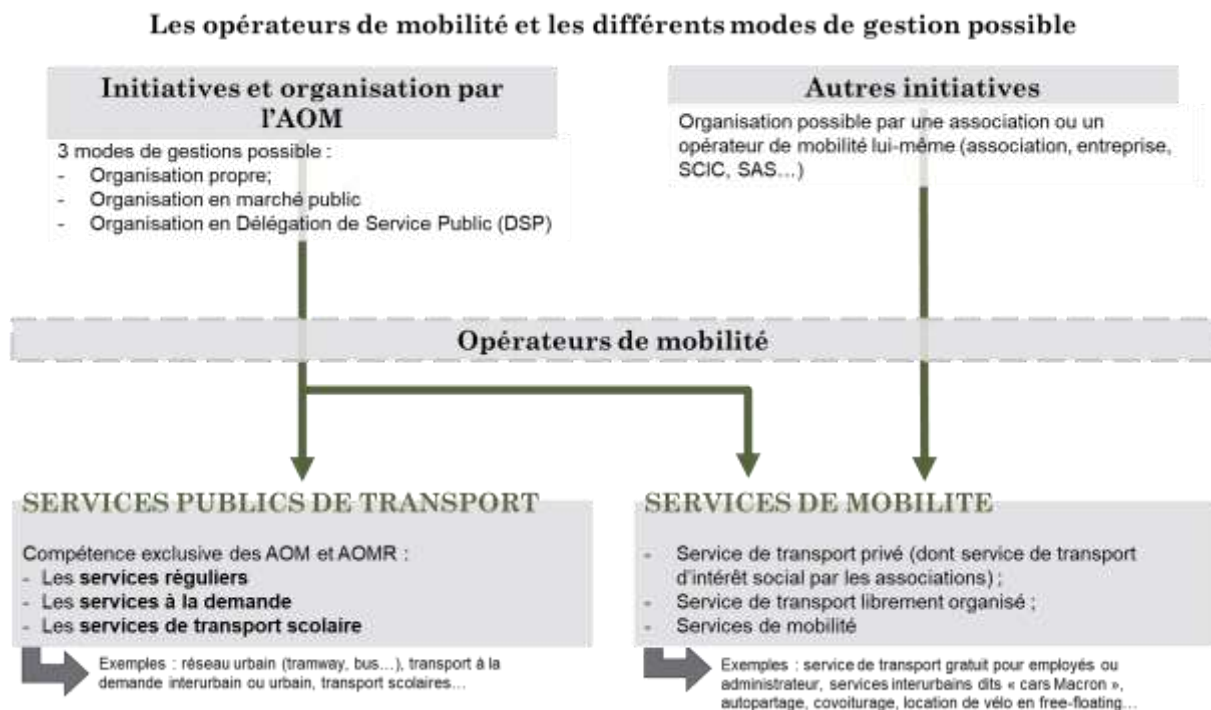 Les opérateurs de mobilité et les différents modes de gestion possible
Initiatives et organisation par
l'AOM
3 modes de gestions possible :
- Organisation propre;
- Organisation en marché public
- Organisation en Délégation de Service Public (DSP)
Autres initiatives
Organisation possible par une association ou un
opérateur de mobilité lui-même (association, entreprise,
SCIC, SAS…)
Opérateurs de mobilité
SERVICES PUBLICS DE TRANSPORT
Compétence exclusive des AOM et AOMR :
- Les services réguliers
- Les services à la demande
- Les services de transport scolaire
Exemples : réseau urbain (tramway, bus…), transport à la
demande interurbain ou urbain, transport scolaires…
SERVICES DE MOBILITE
- Service de transport privé (dont service de transport
d'intérêt social par les associations) ;
- Service de transport librement organisé ;
- Services de mobilité
Exemples : service de transport gratuit pour employés ou
administrateur, services interurbains dits « cars Macron »,
autopartage, covoiturage, location de vélo en free-floating…